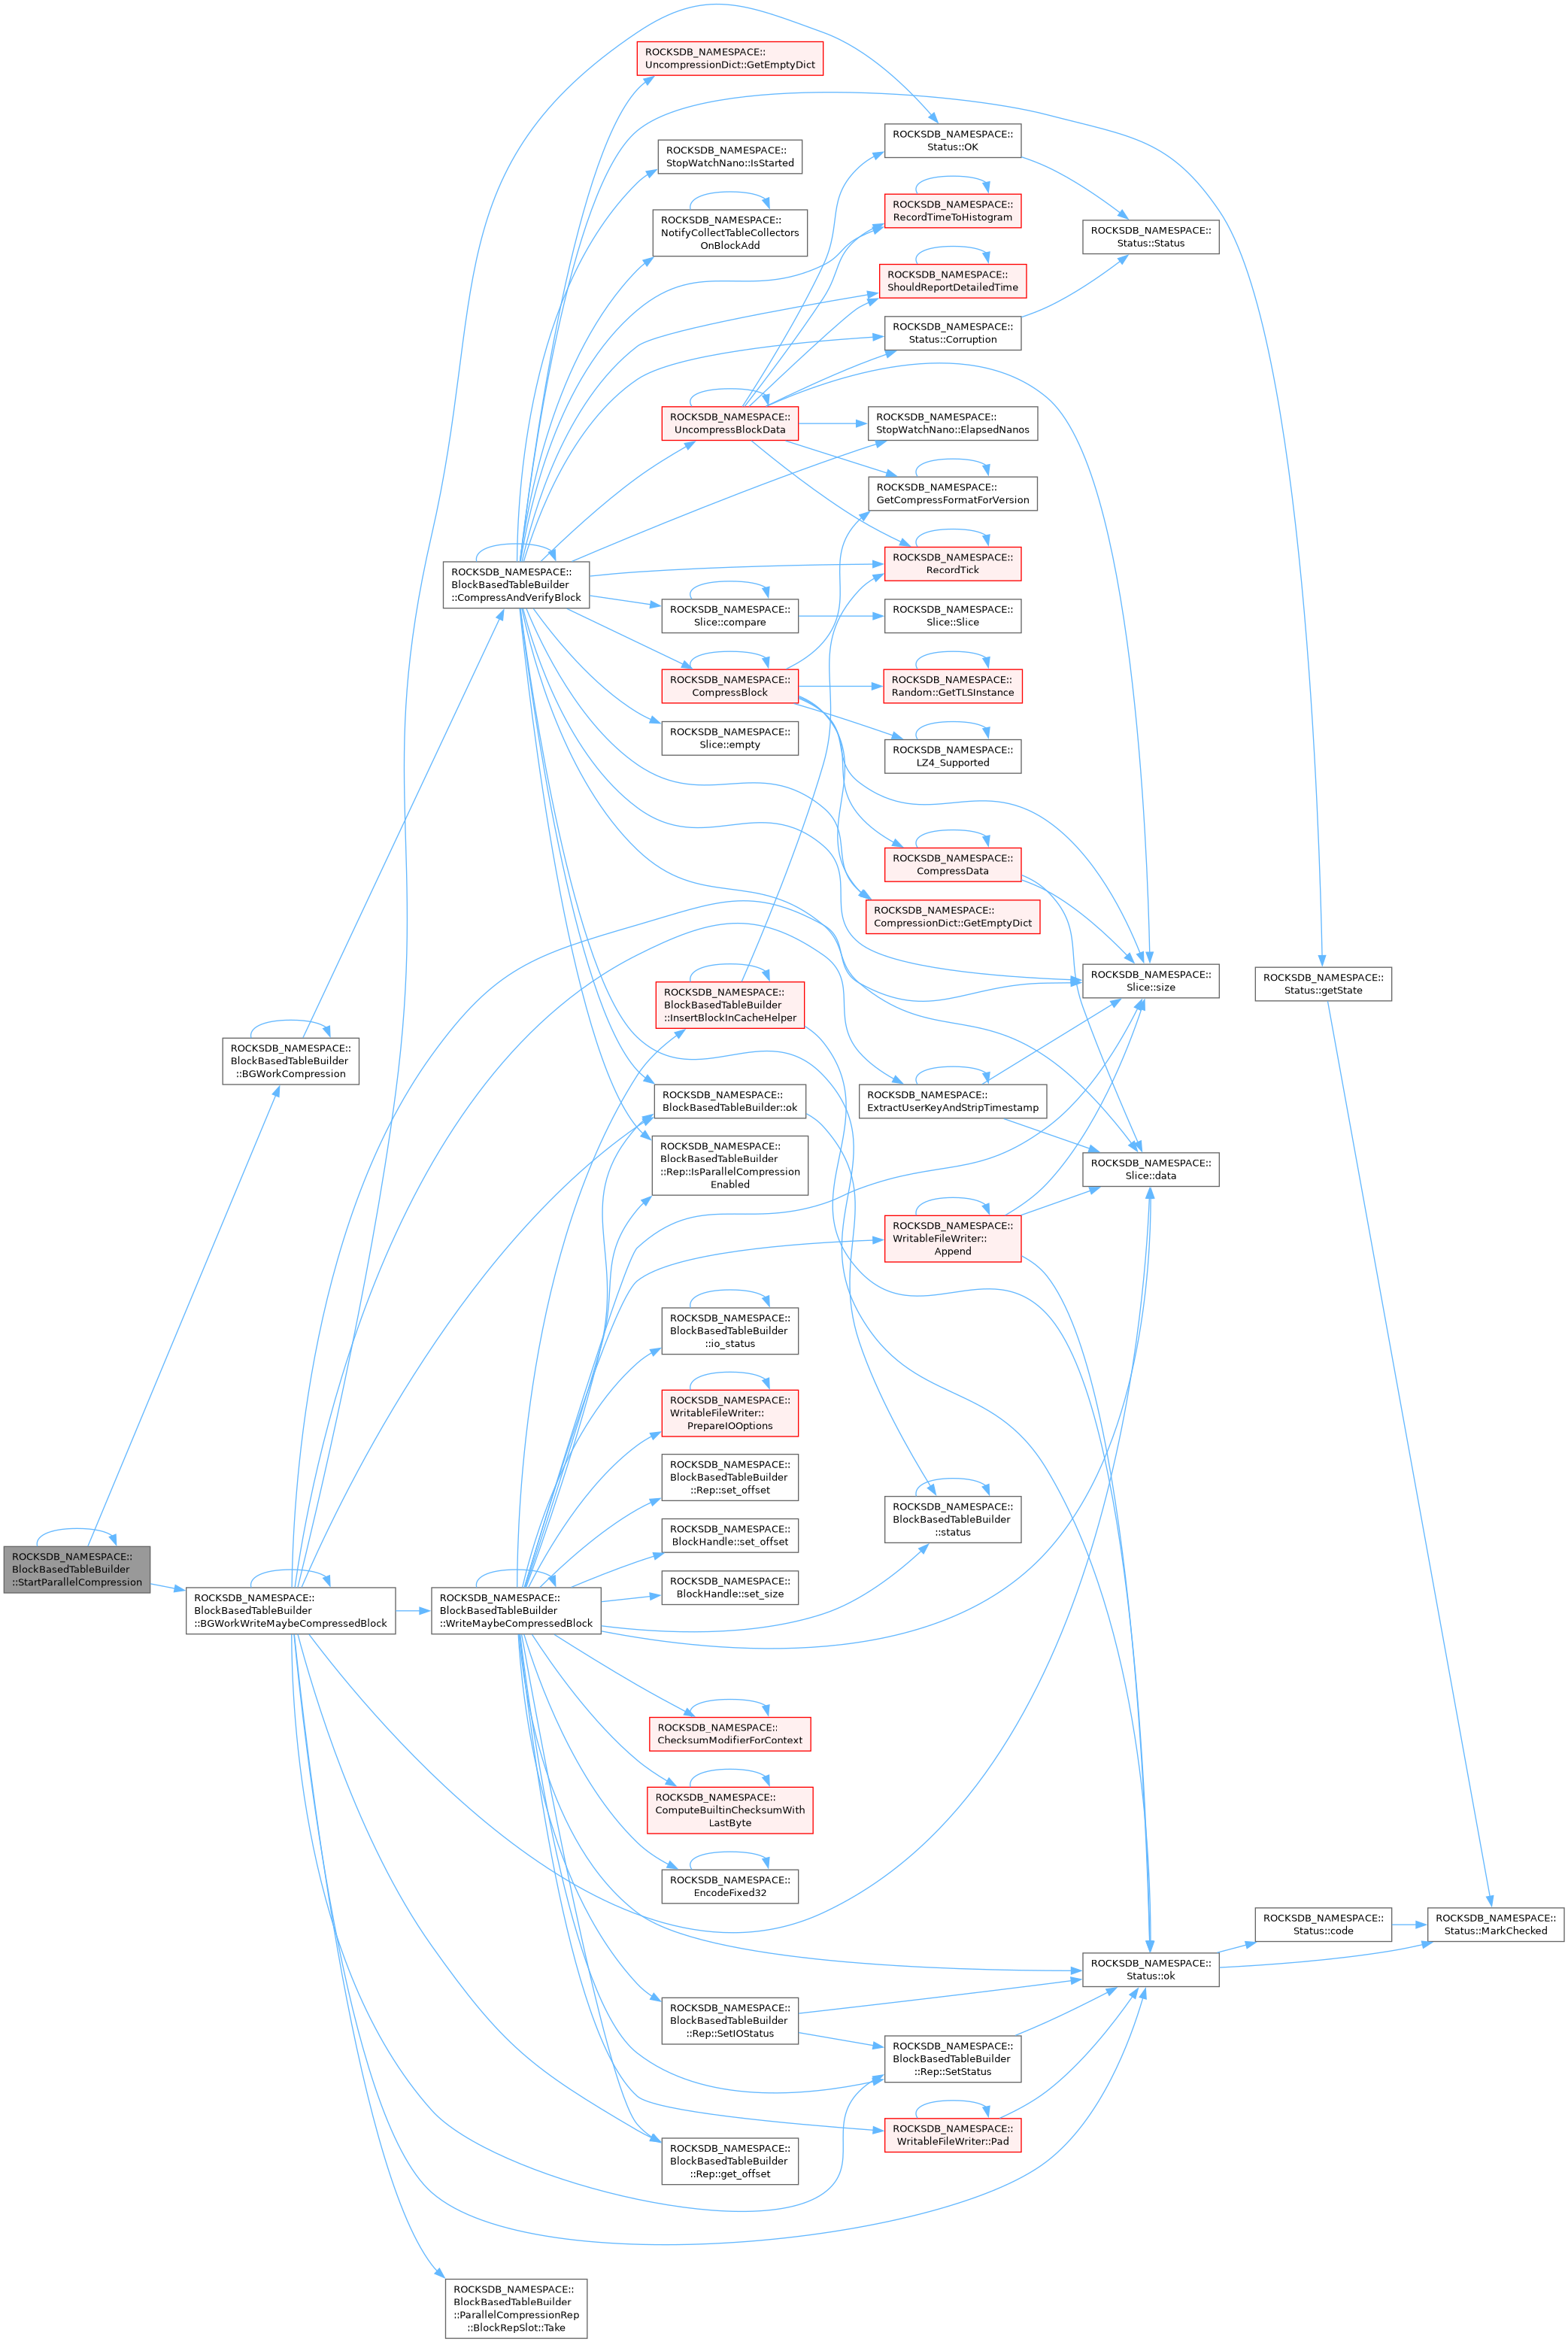 ROCKSDB_NAMESPACE::
UncompressionDict::GetEmptyDict
ROCKSDB_NAMESPACE::
Status::OK
ROCKSDB_NAMESPACE::
StopWatchNano::IsStarted
ROCKSDB_NAMESPACE::
RecordTimeToHistogram
ROCKSDB_NAMESPACE::
NotifyCollectTableCollectors
OnBlockAdd
ROCKSDB_NAMESPACE::
Status::Status
ROCKSDB_NAMESPACE::
ShouldReportDetailedTime
ROCKSDB_NAMESPACE::
Status::Corruption
ROCKSDB_NAMESPACE::
UncompressBlockData
ROCKSDB_NAMESPACE::
StopWatchNano::ElapsedNanos
ROCKSDB_NAMESPACE::
GetCompressFormatForVersion
ROCKSDB_NAMESPACE::
RecordTick
ROCKSDB_NAMESPACE::
BlockBasedTableBuilder
::CompressAndVerifyBlock
ROCKSDB_NAMESPACE::
Slice::compare
ROCKSDB_NAMESPACE::
Slice::Slice
ROCKSDB_NAMESPACE::
CompressBlock
ROCKSDB_NAMESPACE::
Random::GetTLSInstance
ROCKSDB_NAMESPACE::
Slice::empty
ROCKSDB_NAMESPACE::
LZ4_Supported
ROCKSDB_NAMESPACE::
CompressData
ROCKSDB_NAMESPACE::
CompressionDict::GetEmptyDict
ROCKSDB_NAMESPACE::
Slice::size
ROCKSDB_NAMESPACE::
Status::getState
ROCKSDB_NAMESPACE::
BlockBasedTableBuilder
::InsertBlockInCacheHelper
ROCKSDB_NAMESPACE::
BlockBasedTableBuilder
::BGWorkCompression
ROCKSDB_NAMESPACE::
BlockBasedTableBuilder::ok
ROCKSDB_NAMESPACE::
ExtractUserKeyAndStripTimestamp
ROCKSDB_NAMESPACE::
BlockBasedTableBuilder
::Rep::IsParallelCompression
Enabled
ROCKSDB_NAMESPACE::
Slice::data
ROCKSDB_NAMESPACE::
WritableFileWriter::
Append
ROCKSDB_NAMESPACE::
BlockBasedTableBuilder
::io_status
ROCKSDB_NAMESPACE::
WritableFileWriter::
PrepareIOOptions
ROCKSDB_NAMESPACE::
BlockBasedTableBuilder
::Rep::set_offset
ROCKSDB_NAMESPACE::
BlockBasedTableBuilder
::status
ROCKSDB_NAMESPACE::
BlockHandle::set_offset
ROCKSDB_NAMESPACE::
BlockBasedTableBuilder
::StartParallelCompression
ROCKSDB_NAMESPACE::
BlockHandle::set_size
ROCKSDB_NAMESPACE::
BlockBasedTableBuilder
::BGWorkWriteMaybeCompressedBlock
ROCKSDB_NAMESPACE::
BlockBasedTableBuilder
::WriteMaybeCompressedBlock
ROCKSDB_NAMESPACE::
ChecksumModifierForContext
ROCKSDB_NAMESPACE::
ComputeBuiltinChecksumWith
LastByte
ROCKSDB_NAMESPACE::
EncodeFixed32
ROCKSDB_NAMESPACE::
Status::code
ROCKSDB_NAMESPACE::
Status::MarkChecked
ROCKSDB_NAMESPACE::
Status::ok
ROCKSDB_NAMESPACE::
BlockBasedTableBuilder
::Rep::SetIOStatus
ROCKSDB_NAMESPACE::
BlockBasedTableBuilder
::Rep::SetStatus
ROCKSDB_NAMESPACE::
WritableFileWriter::Pad
ROCKSDB_NAMESPACE::
BlockBasedTableBuilder
::Rep::get_offset
ROCKSDB_NAMESPACE::
BlockBasedTableBuilder
::ParallelCompressionRep
::BlockRepSlot::Take